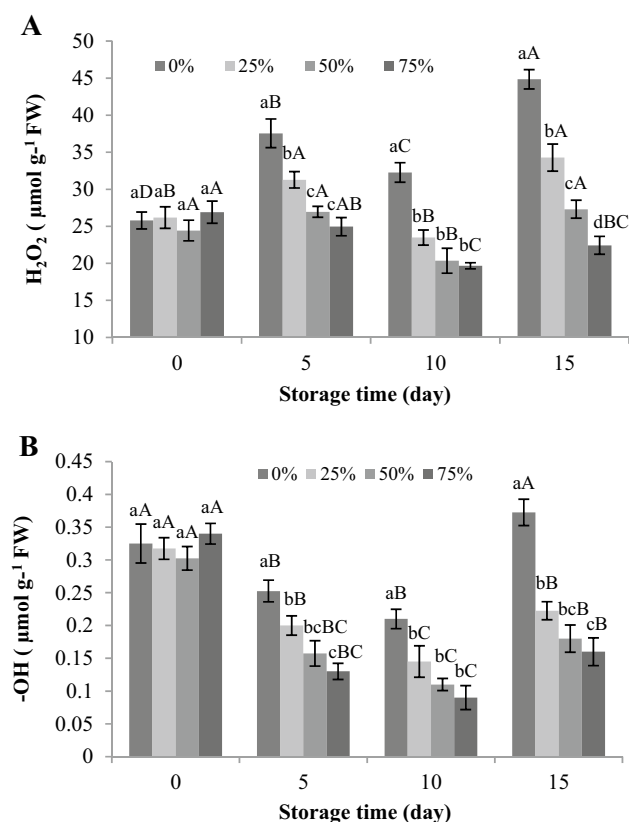 A
50
45
40
35
30
25
20
15
10
H₂O₂ ( µmol g-¹ FW)
0% 25% 50% 75%
aD aB aA aA
aB bA cA cAB
aC bB bB bC
aA bA cA dBC
0 5 10 15
Storage time (day)
B
0.45
0.4
0.35
0.3
0.25
0.2
0.15
0.1
0.05
0
-OH ( µmol g-¹ FW)
0% 25% 50% 75%
aA aA aA aA
aB bB bcBC cBC
aB bC bC bC
aA bB bcB cB
0 5 10 15
Storage time (day)